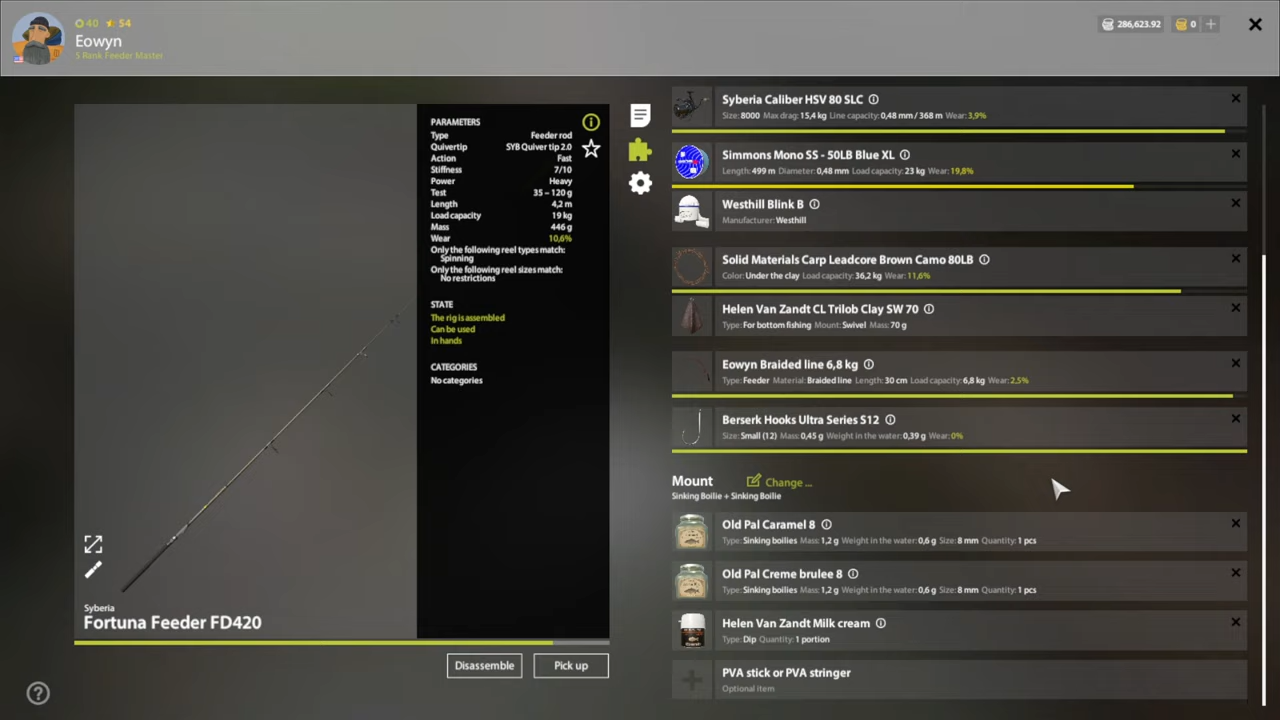 40 54
Eowyn
S Rank Feeder Master
286,623.92
0
PARAMETERS
Type Feeder rod
Quivertip SYB Quiver tip 2.0
Action Fast
Stiffness 7/10
Power Heavy
Test 35 – 120 g
Length 4,2 m
Load capacity 19 kg
Mass 446 g
Wear 10,6%
Only the following reel types match:
Spinning
Only the following reel sizes match:
No restrictions
STATE
The rig is assembled
Can be used
In hands
CATEGORIES
No categories
Syberia
Fortuna Feeder FD420
Disassemble
Pick up
Syberia Caliber HSV 80 SLC
Size: 8000 Max drag: 15,4 kg Line capacity: 0,48 mm / 368 m Wear: 3,9%
Simmons Mono SS - 50LB Blue XL
Length: 499 m Diameter: 0,48 mm Load capacity: 23 kg Wear: 19,8%
Westhill Blink B
Manufacturer: Westhill
Solid Materials Carp Leadcore Brown Camo 80LB
Color: Under the clay Load capacity: 36,2 kg Wear: 11,6%
Helen Van Zandt CL Trilob Clay SW 70
Type: For bottom fishing Mount: Swivel Mass: 70 g
Eowyn Braided line 6,8 kg
Type: Feeder Material: Braided line Length: 30 cm Load capacity: 6,8 kg Wear: 2,5%
Berserk Hooks Ultra Series S12
Size: Small (12) Mass: 0,45 g Weight in the water: 0,39 g Wear: 0%
Mount Change ...
Sinking Boilie + Sinking Boilie
Old Pal Caramel 8
Type: Sinking boilies Mass: 1,2 g Weight in the water: 0,6 g Size: 8 mm Quantity: 1 pcs
Old Pal Creme brulee 8
Type: Sinking boilies Mass: 1,2 g Weight in the water: 0,6 g Size: 8 mm Quantity: 1 pcs
Helen Van Zandt Milk cream
Type: Dip Quantity: 1 portion
PVA stick or PVA stringer
Optional item